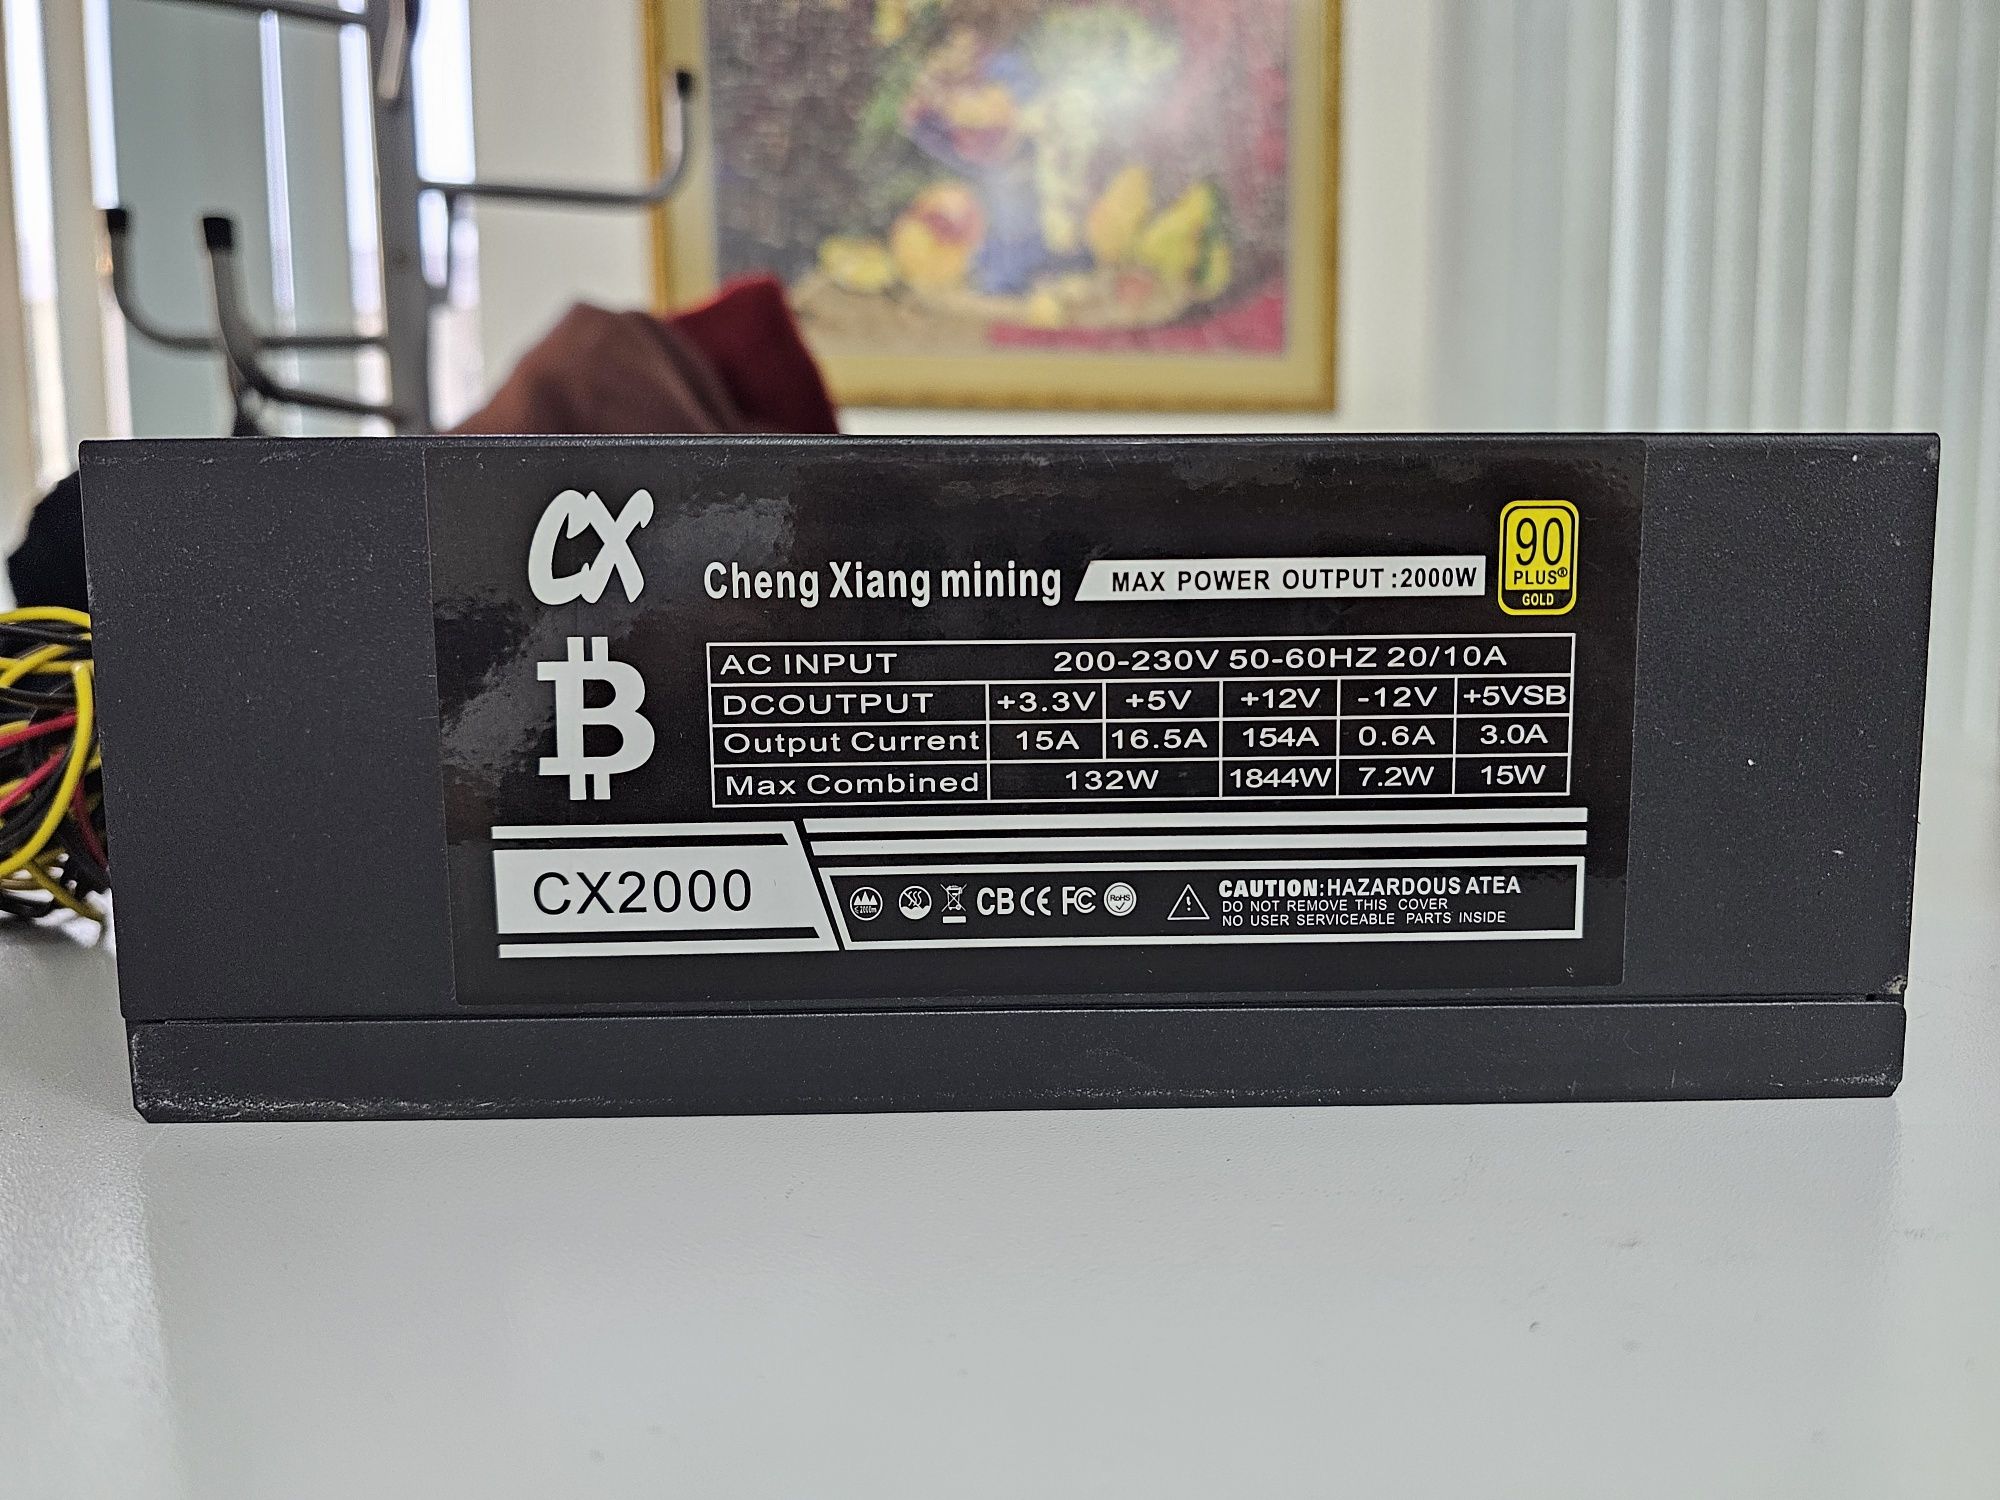 CX
Cheng Xiang mining
MAX POWER OUTPUT:2000W
90
PLUS®
GOLD
AC INPUT 200-230V 50-60HZ 20/10A
DCOUTPUT +3.3V +5V +12V -12V +5VSB
Output Current 15A 16.5A 154A 0.6A 3.0A
Max Combined 132W 1844W 7.2W 15W
CX2000
≤2000m CB CE FC RoHS
CAUTION:HAZARDOUS ATEA
DO NOT REMOVE THIS COVER
NO USER SERVICEABLE PARTS INSIDE